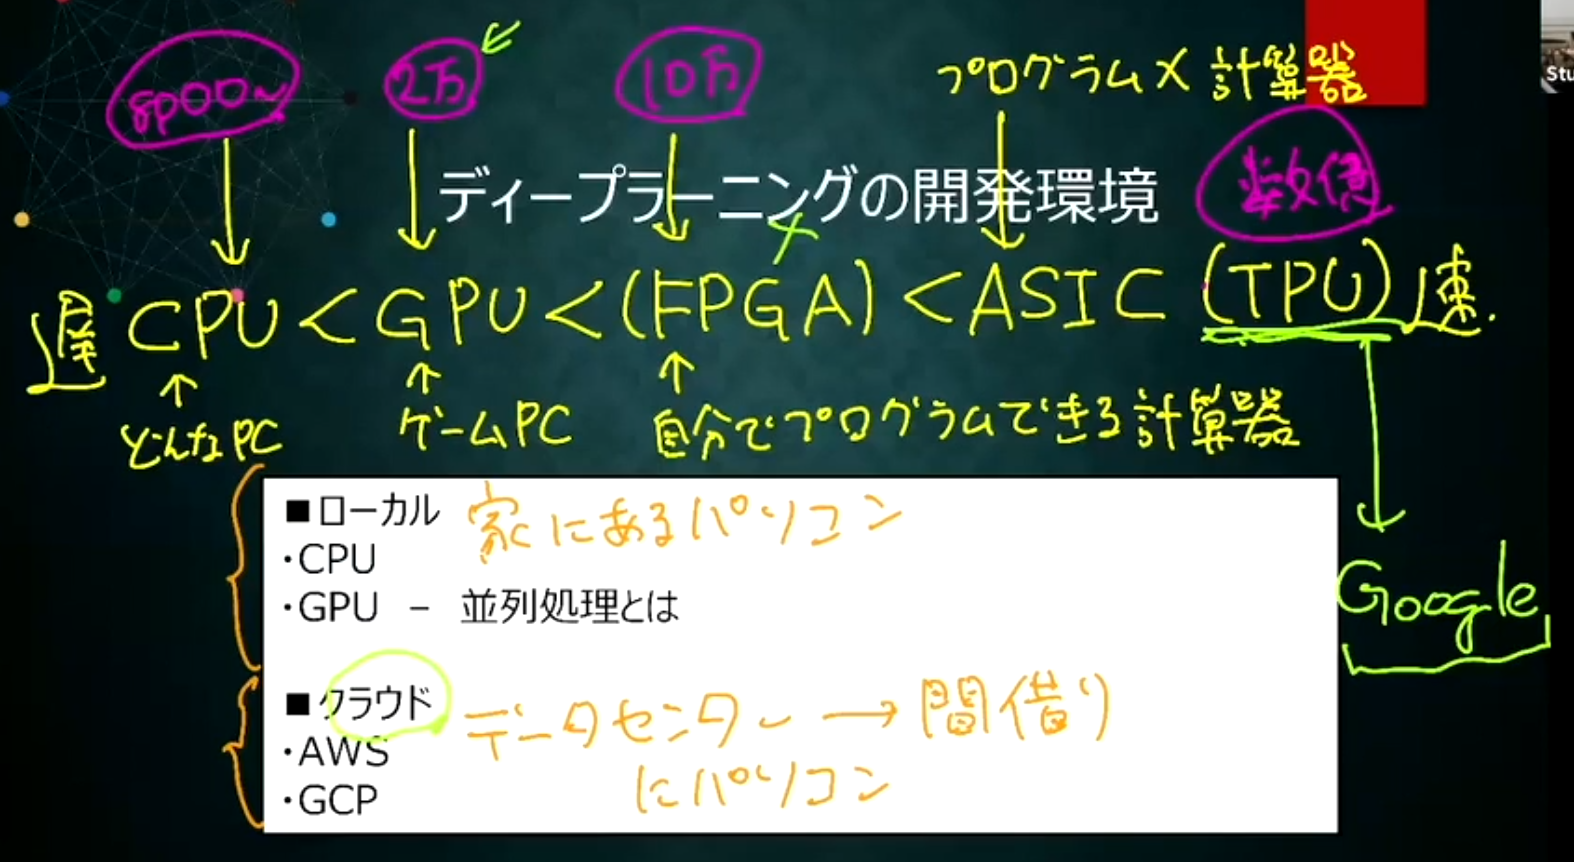 8000~ 2万 10万 プログラム×計算器
Stu
ディープラーニングの開発環境 数億
遅 CPU<GPU<(FPGA)<ASIC (TPU) 速.
どんなPC ゲームPC 自分でプログラムできる計算器
■ローカル 家にあるパソコン
・CPU
・GPU － 並列処理とは
Google
■クラウド データセンター → 間借り
・AWS にパソコン
・GCP